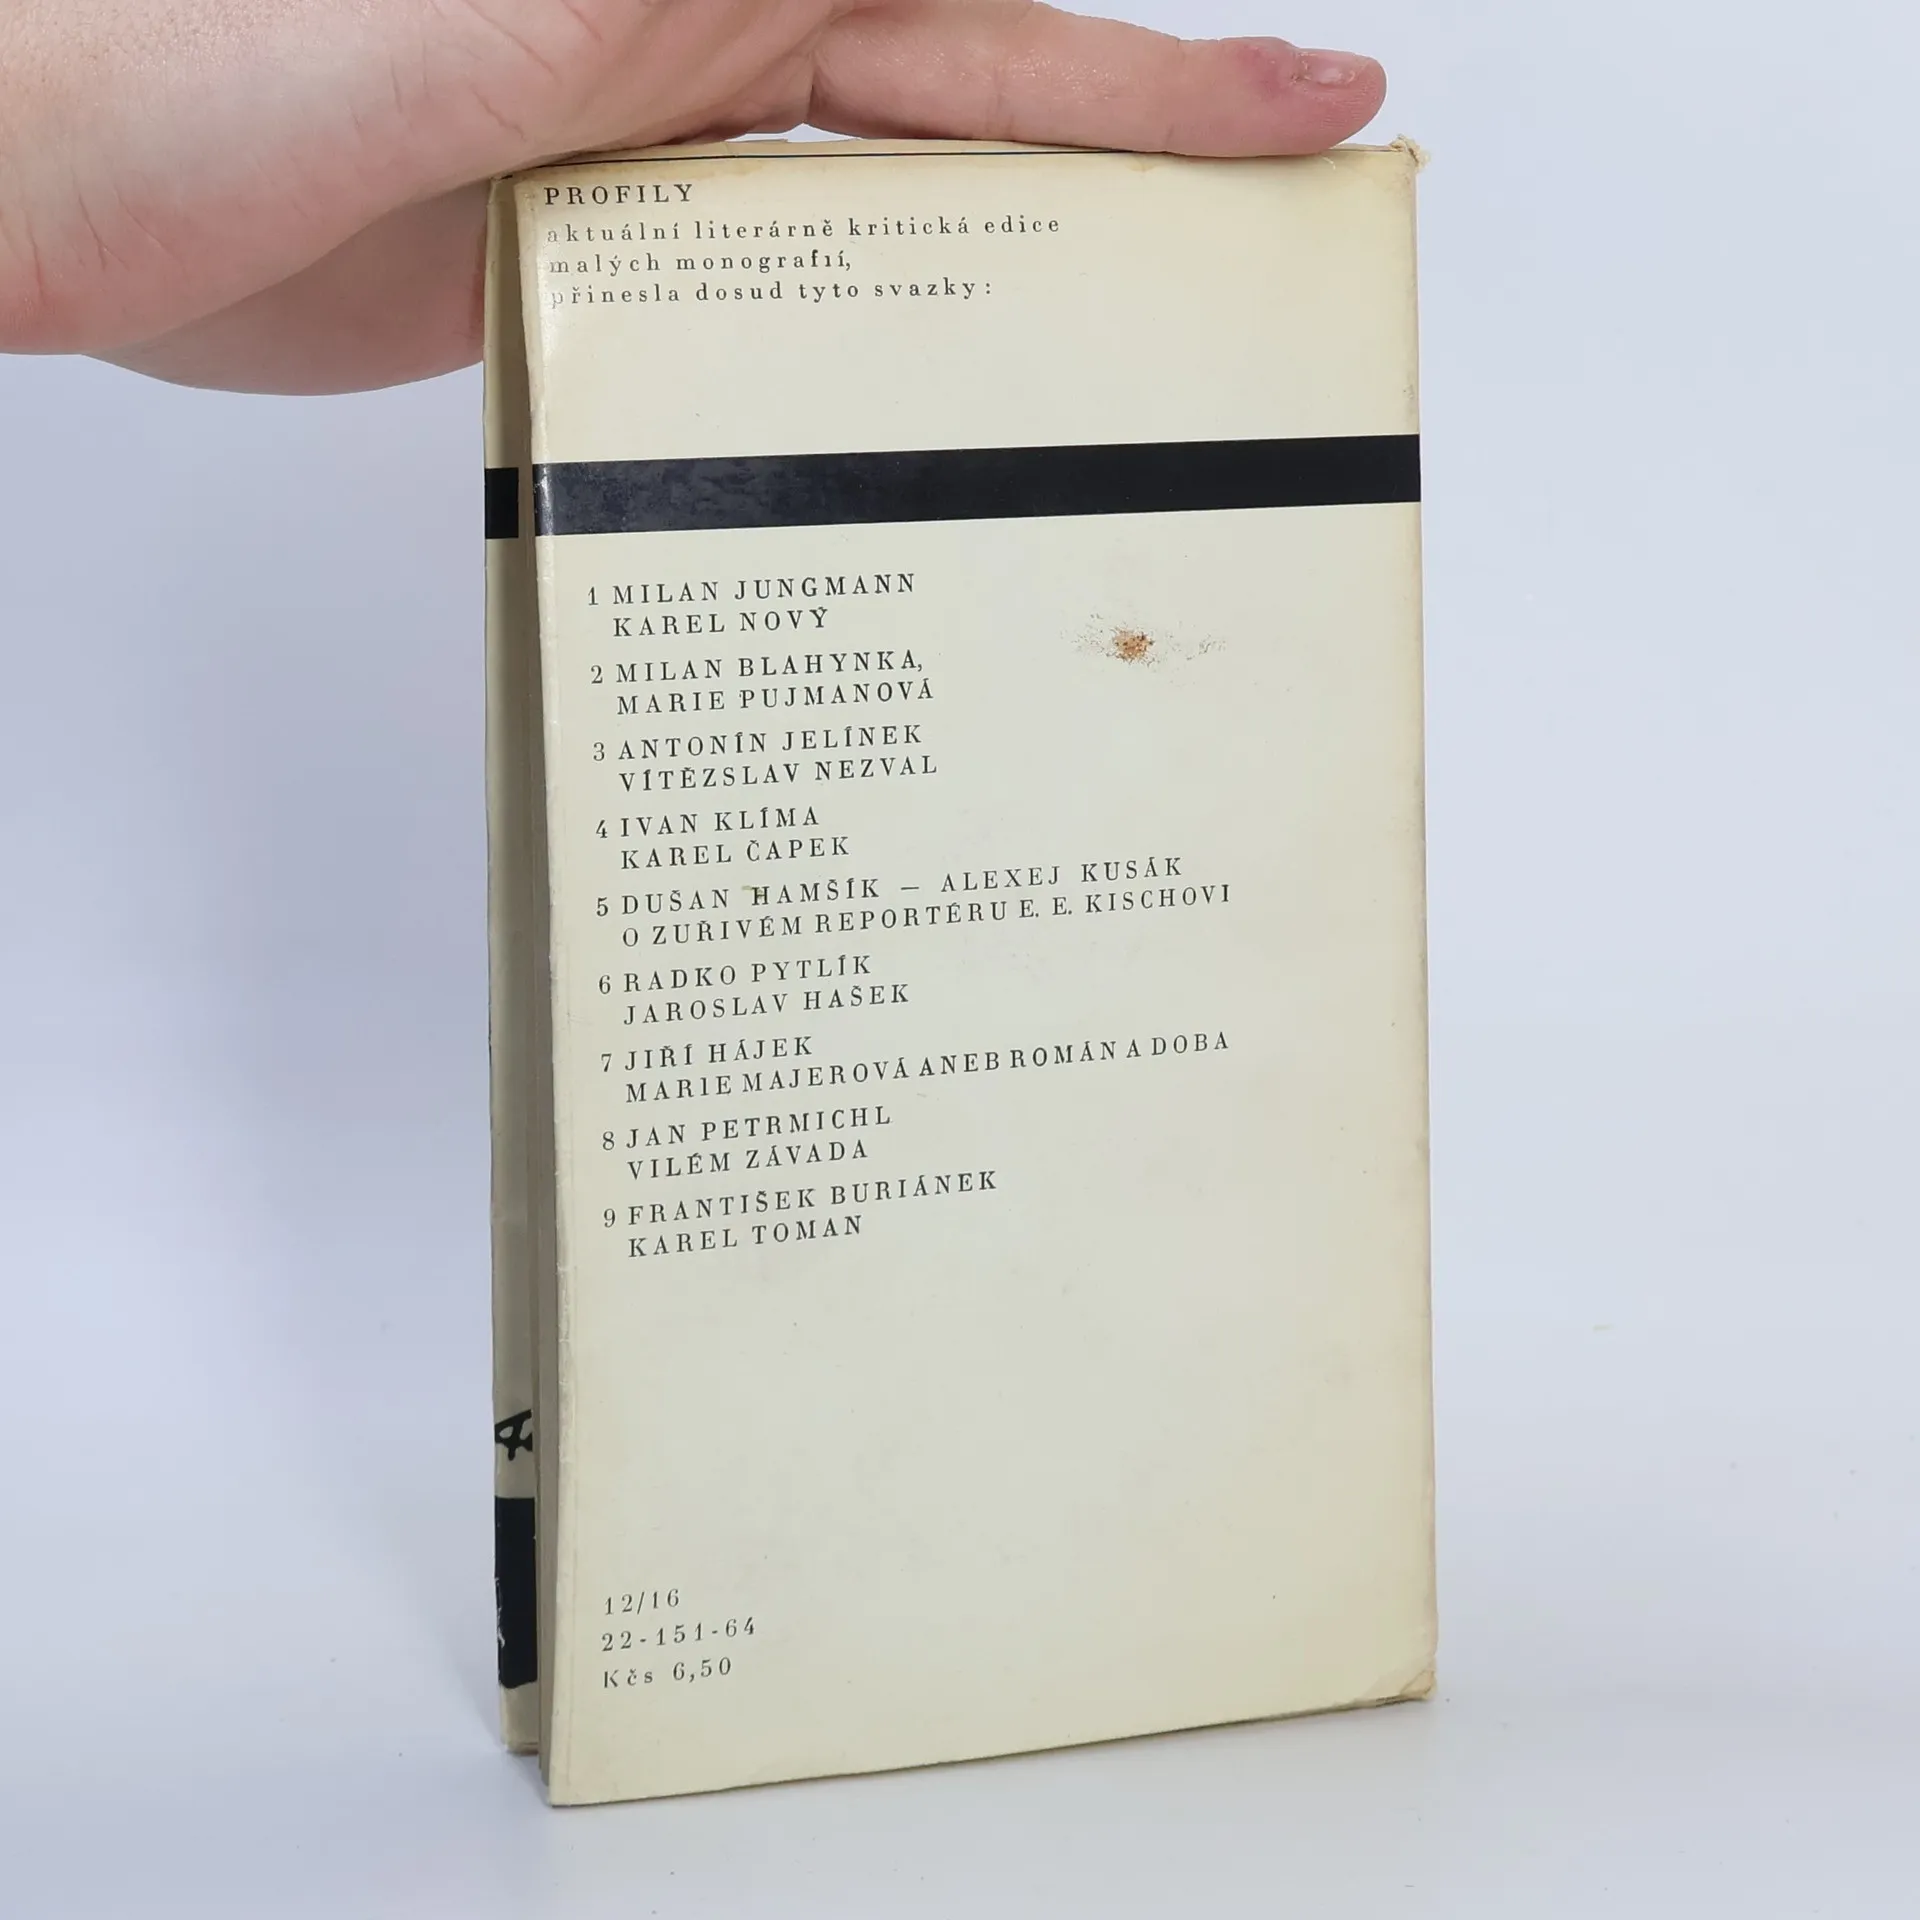 PROFILY
aktuální literárně kritická edice
malých monografií,
přinesla dosud tyto svazky:
1 MILAN JUNGMANN
KAREL NOVÝ
2 MILAN BLAHYNKA,
MARIE PUJMANOVÁ
3 ANTONÍN JELÍNEK
VÍTĚZSLAV NEZVAL
4 IVAN KLÍMA
KAREL ČAPEK
5 DUŠAN HAMŠÍK – ALEXEJ KUSÁK
O ZUŘIVÉM REPORTÉRU E. E. KISCHOVI
6 RADKO PYTLÍK
JAROSLAV HAŠEK
7 JIŘÍ HÁJEK
MARIE MAJEROVÁ ANEB ROMÁN A DOBA
8 JAN PETRMICHL
VILÉM ZÁVADA
9 FRANTIŠEK BURIÁNEK
KAREL TOMAN
12/16
22-151-64
Kčs 6,50